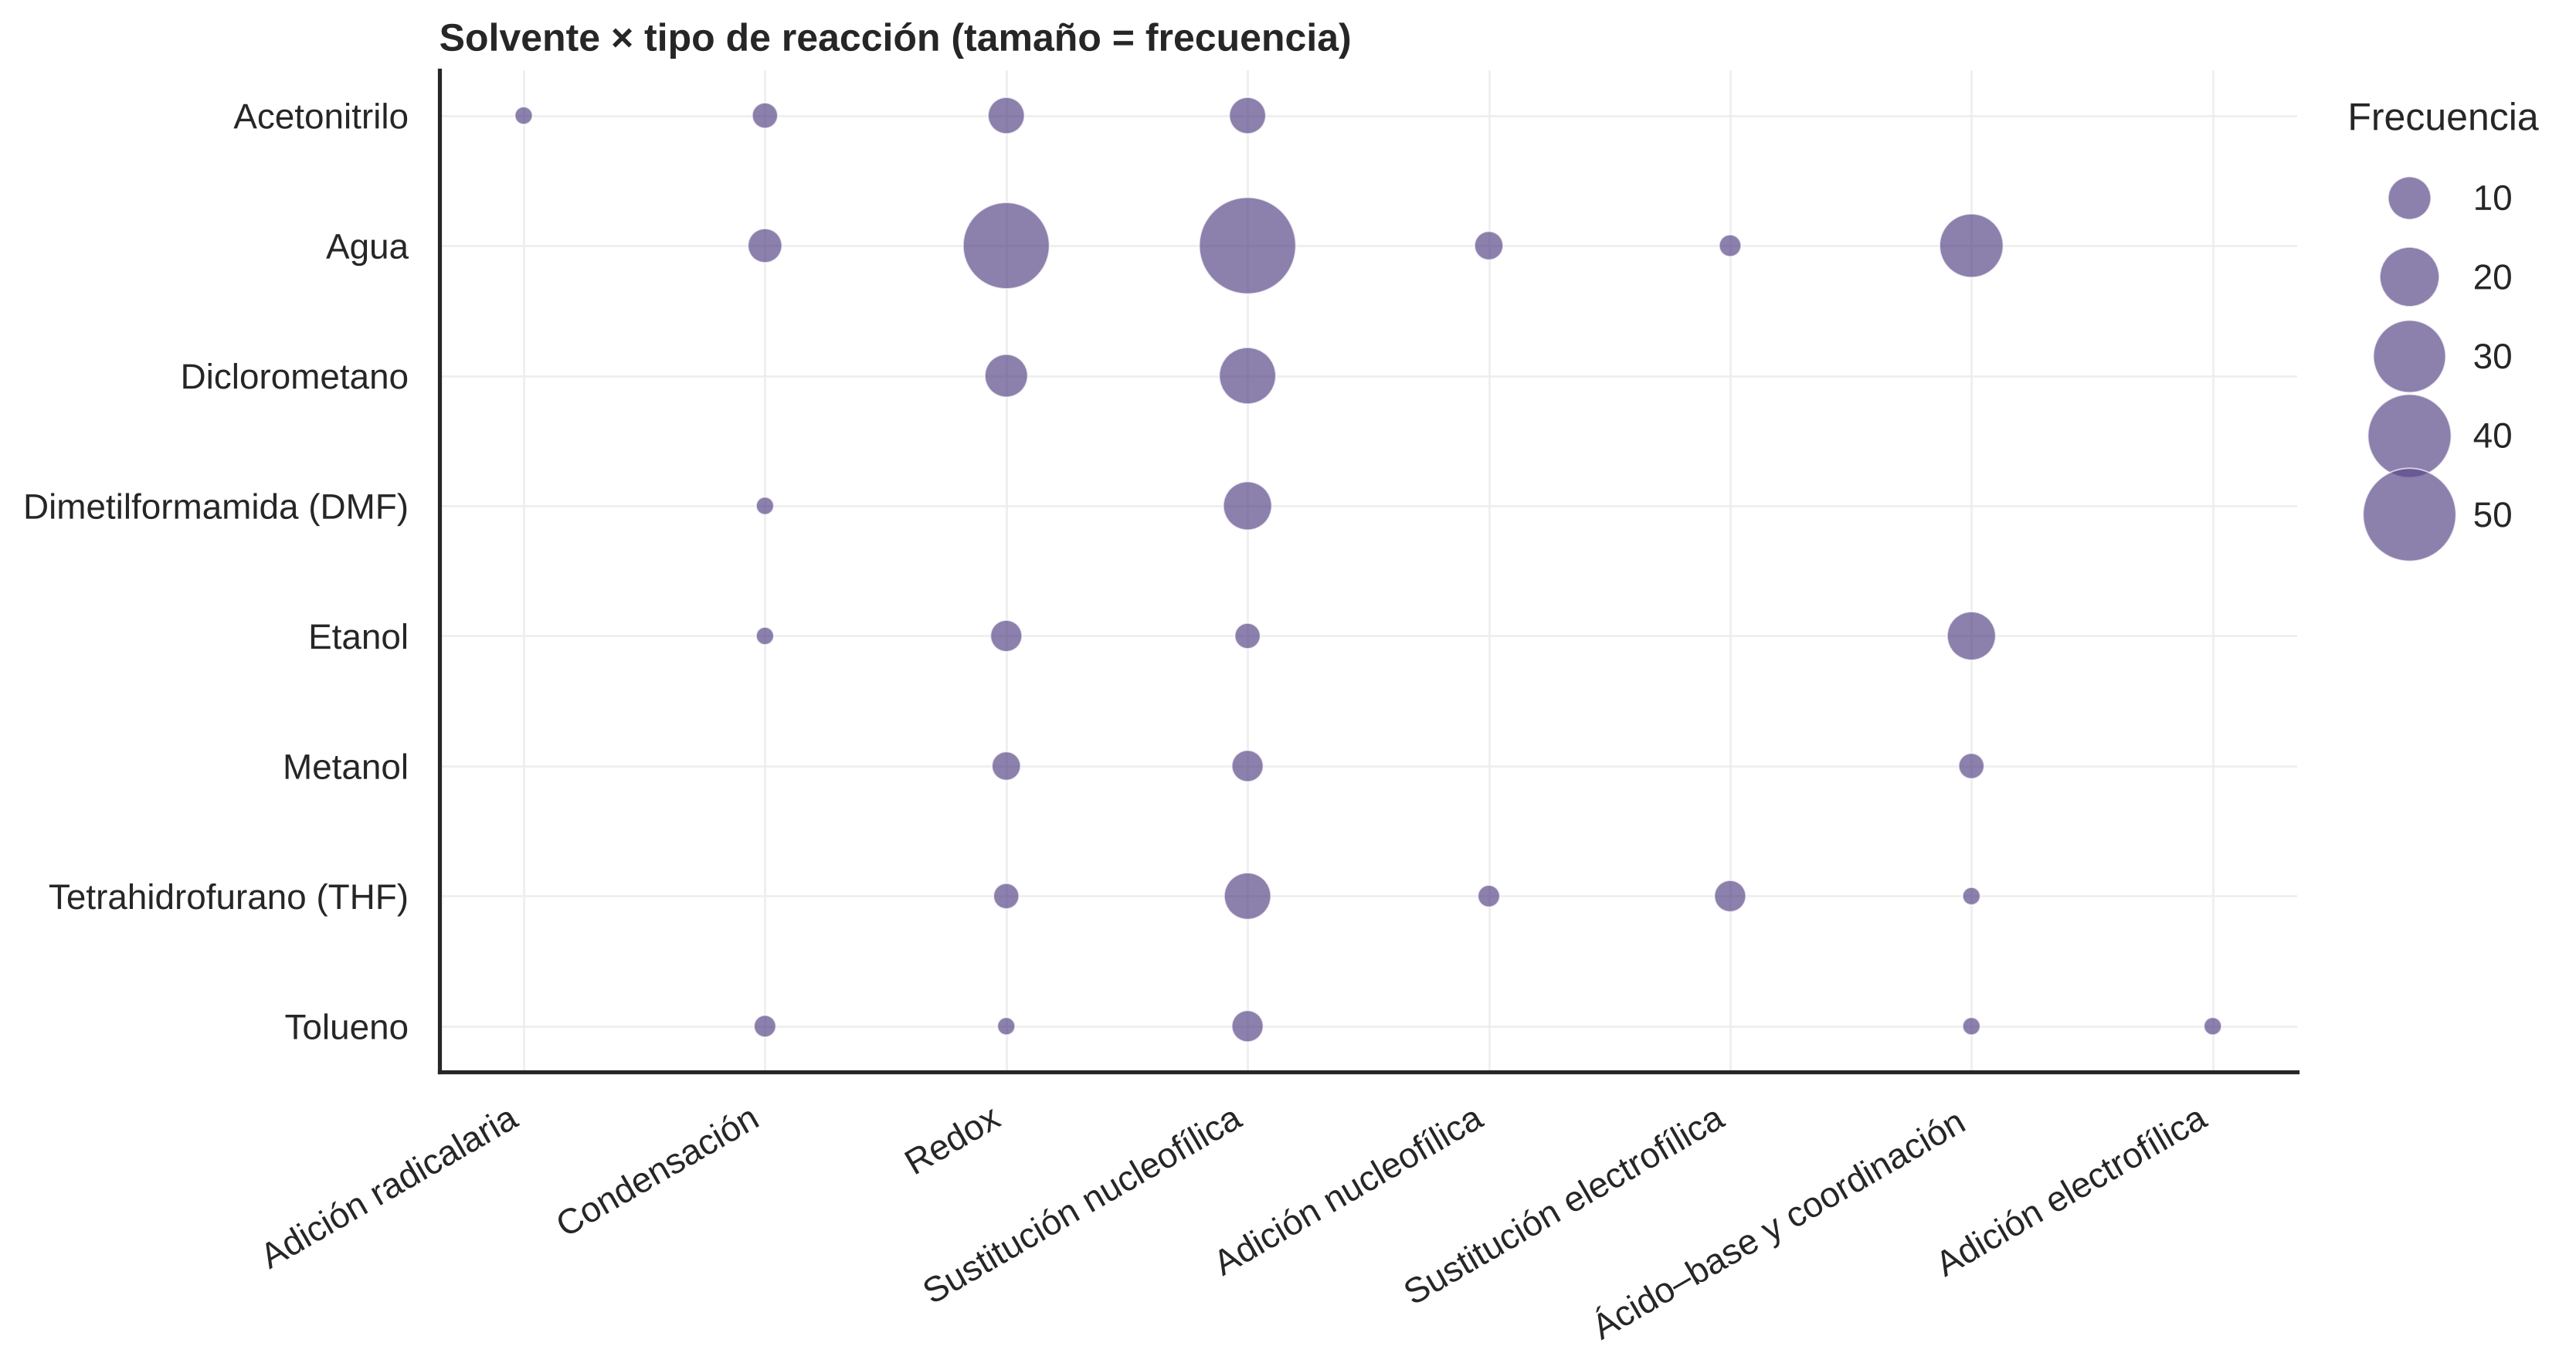 Solvente × tipo de reacción (tamaño = frecuencia)
Acetonitrilo
Agua
Diclorometano
Dimetilformamida (DMF)
Etanol
Metanol
Tetrahidrofurano (THF)
Tolueno
Adición radicalaria
Condensación
Redox
Sustitución nucleofílica
Adición nucleofílica
Sustitución electrofílica
Ácido–base y coordinación
Adición electrofílica
Frecuencia
10
20
30
40
50